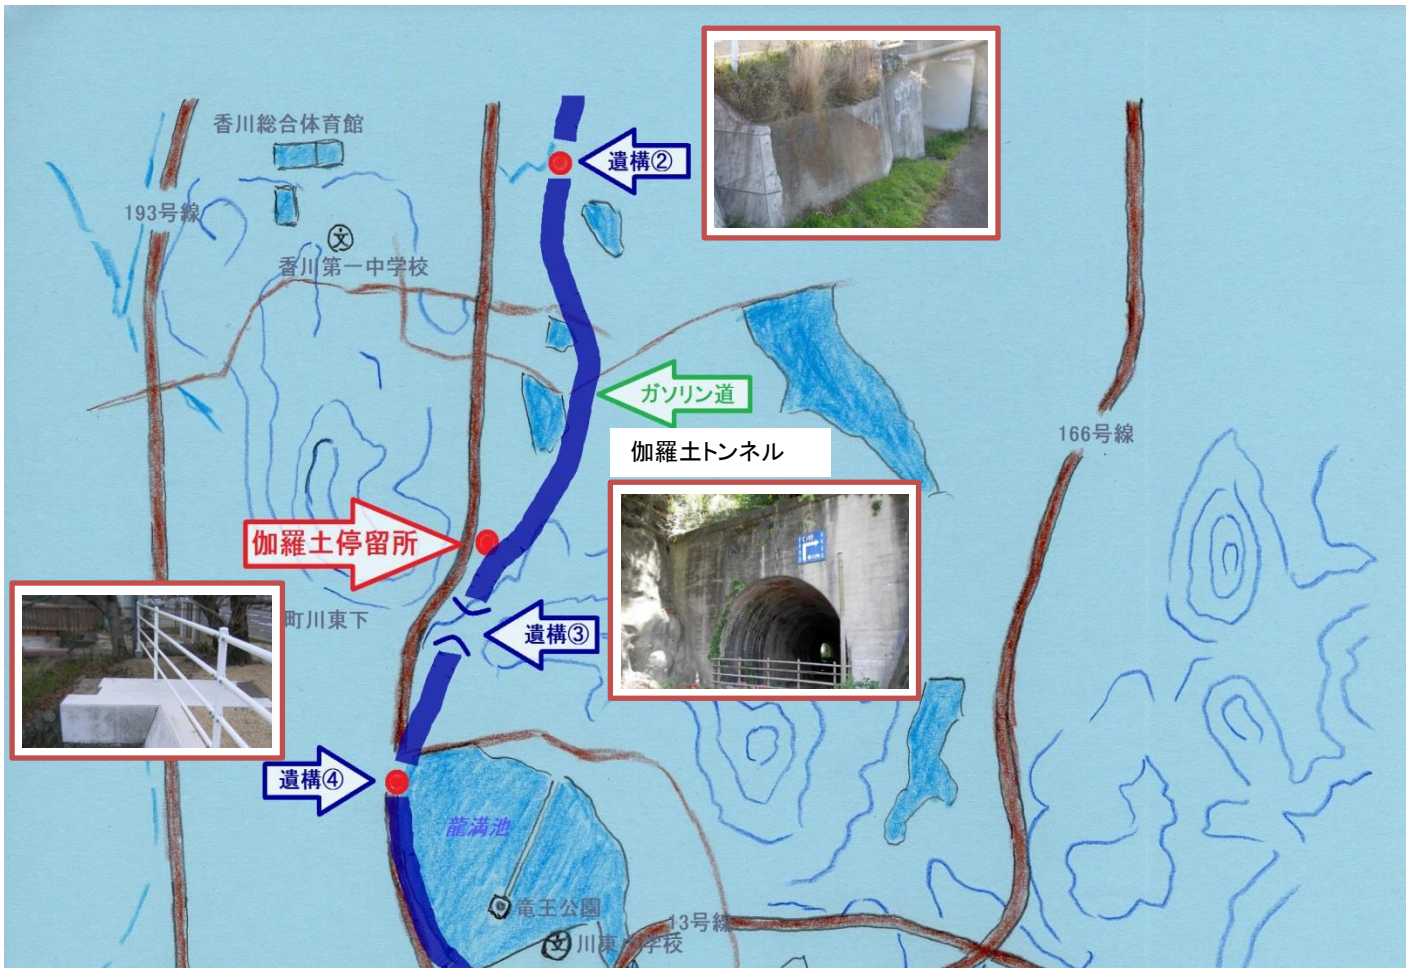 香川総合体育館
遺構②
193号線
香川第一中学校
ガソリン道
166号線
伽羅土トンネル
伽羅土停留所
町川東下
遺構③
遺構④
龍満池
竜王公園
13号線
川東小学校